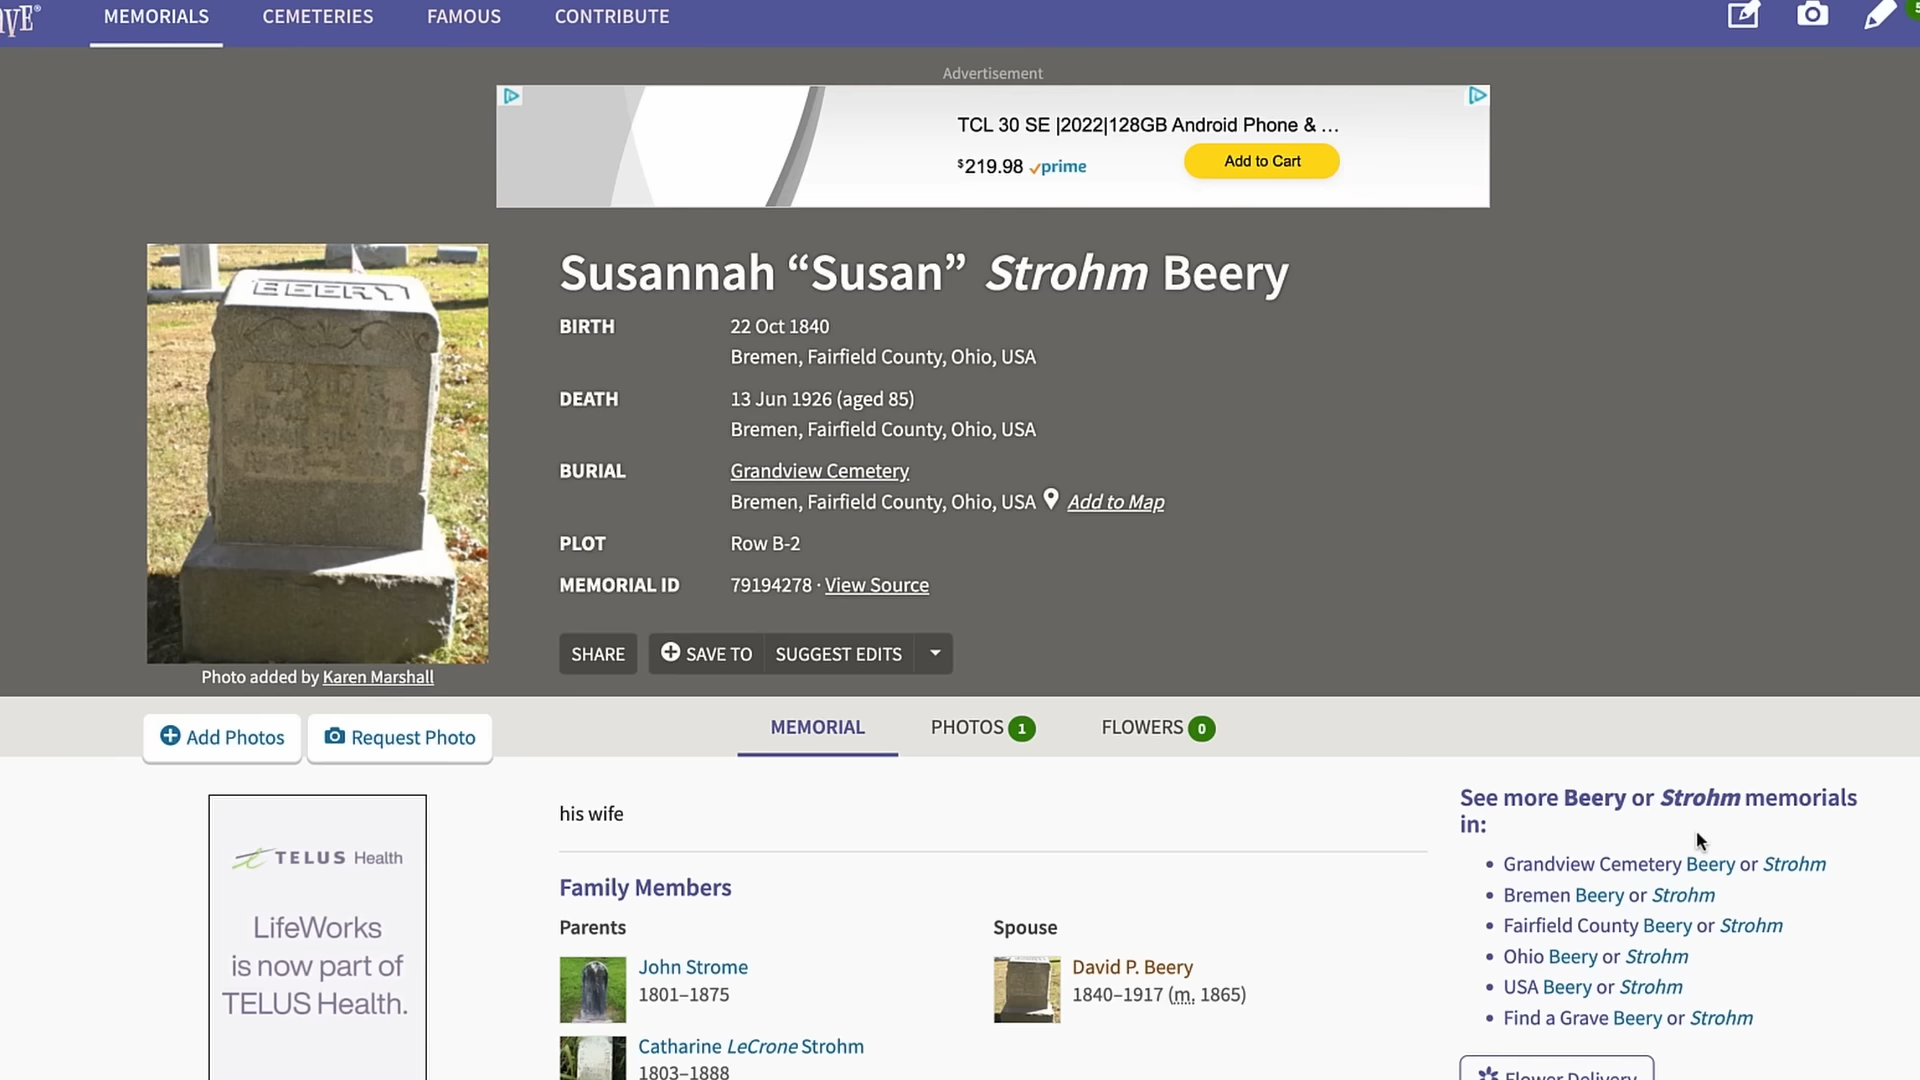 MEMORIALS CEMETERIES FAMOUS CONTRIBUTE
Advertisement
TCL 30 SE |2022|128GB Android Phone & ...
$219.98 prime Add to Cart
BEERY
Photo added by Karen Marshall
Susannah “Susan” Strohm Beery
BIRTH 22 Oct 1840
Bremen, Fairfield County, Ohio, USA
DEATH 13 Jun 1926 (aged 85)
Bremen, Fairfield County, Ohio, USA
BURIAL Grandview Cemetery
Bremen, Fairfield County, Ohio, USA Add to Map
PLOT Row B-2
MEMORIAL ID 79194278 · View Source
SHARE SAVE TO SUGGEST EDITS
Add Photos Request Photo
MEMORIAL PHOTOS 1 FLOWERS 0
TELUS Health
LifeWorks
is now part of
TELUS Health.
his wife
Family Members
Parents
John Strome
1801–1875
Catharine LeCrone Strohm
1803–1888
Spouse
David P. Beery
1840–1917 (m. 1865)
See more Beery or Strohm memorials
in:
• Grandview Cemetery Beery or Strohm
• Bremen Beery or Strohm
• Fairfield County Beery or Strohm
• Ohio Beery or Strohm
• USA Beery or Strohm
• Find a Grave Beery or Strohm
Flower Delivery